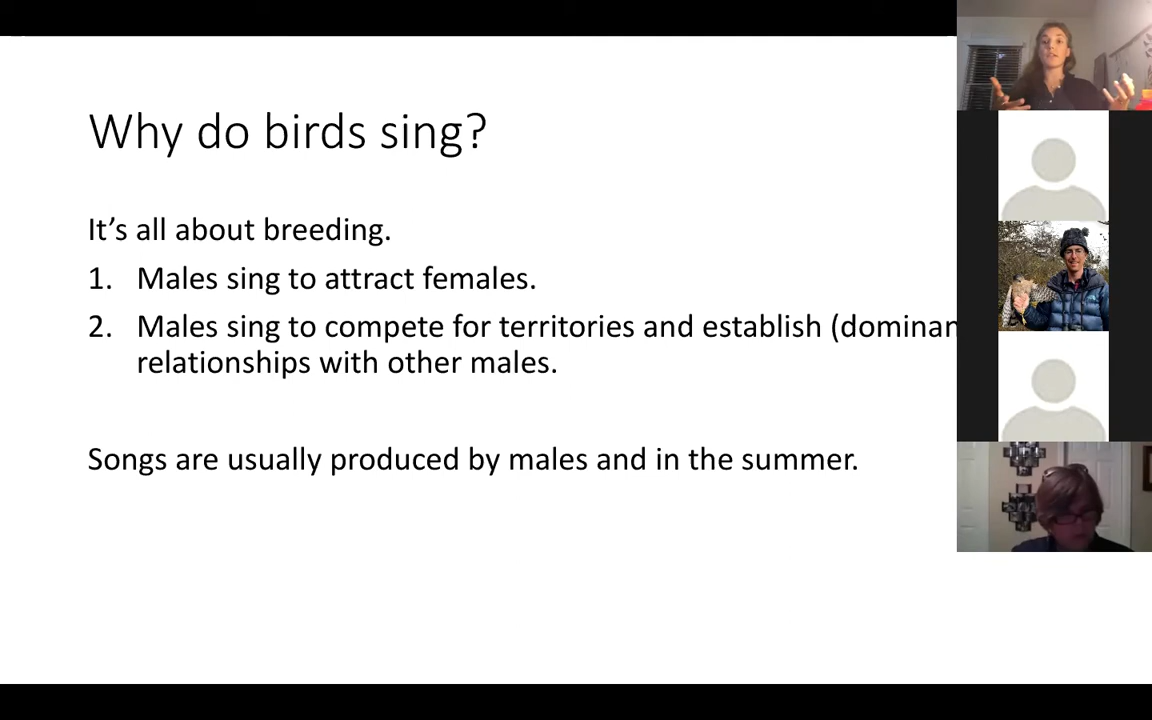 Why do birds sing?
It's all about breeding.
1. Males sing to attract females.
2. Males sing to compete for territories and establish
relationships with other males.
Songs are usually produced by males and in the summer.